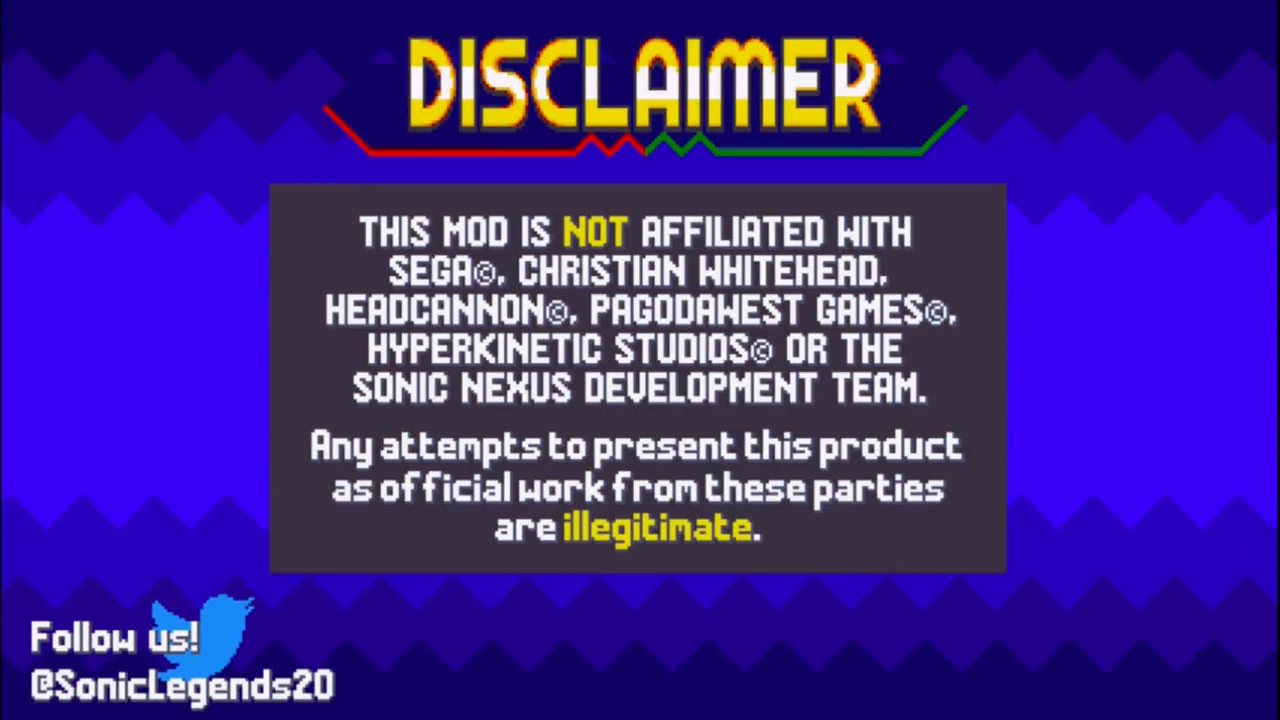 DISCLAIMER
THIS MOD IS NOT AFFILIATED WITH
SEGA©, CHRISTIAN WHITEHEAD,
HEADCANNON©, PAGODAWEST GAMES©,
HYPERKINETIC STUDIOS© OR THE
SONIC NEXUS DEVELOPMENT TEAM.
Any attempts to present this product
as official work from these parties
are illegitimate.
Follow us!
@SonicLegends20